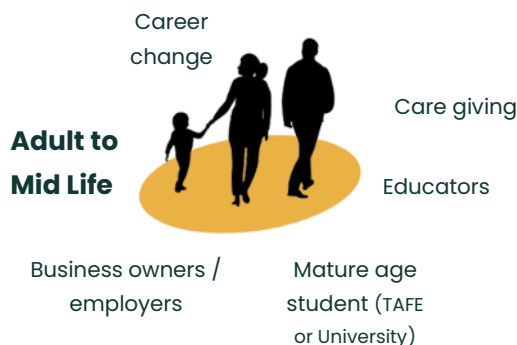 Career
change
Care giving
Adult to
Mid Life
Educators
Business owners /
employers
Mature age
student (TAFE
or University)